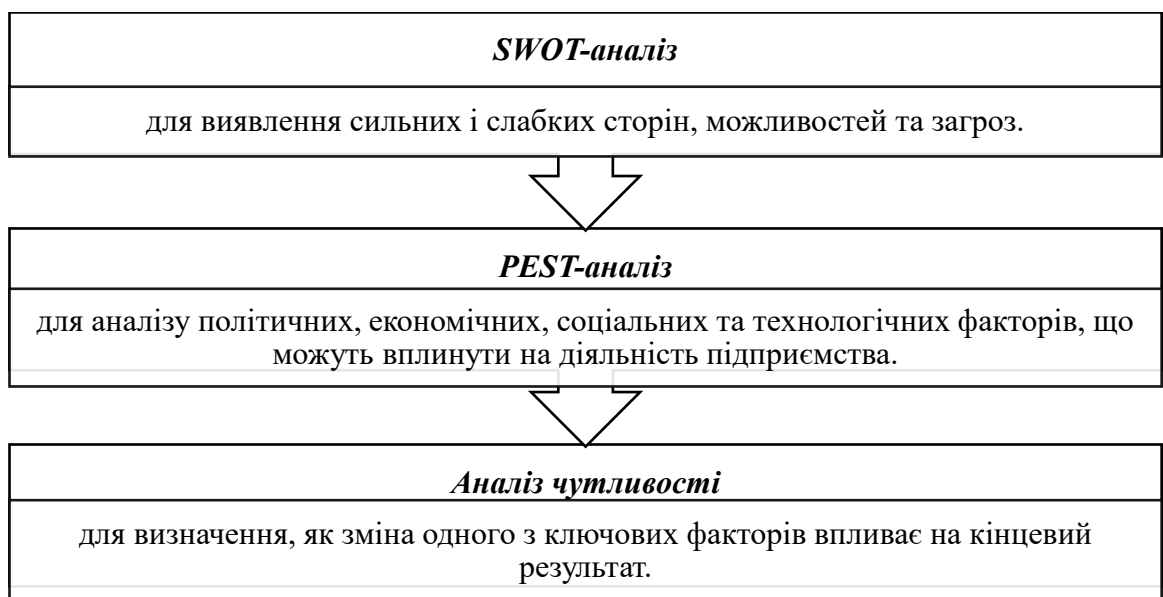 SWOT-аналіз
для виявлення сильних і слабких сторін, можливостей та загроз.
PEST-аналіз
для аналізу політичних, економічних, соціальних та технологічних факторів, що
можуть вплинути на діяльність підприємства.
Аналіз чутливості
для визначення, як зміна одного з ключових факторів впливає на кінцевий
результат.